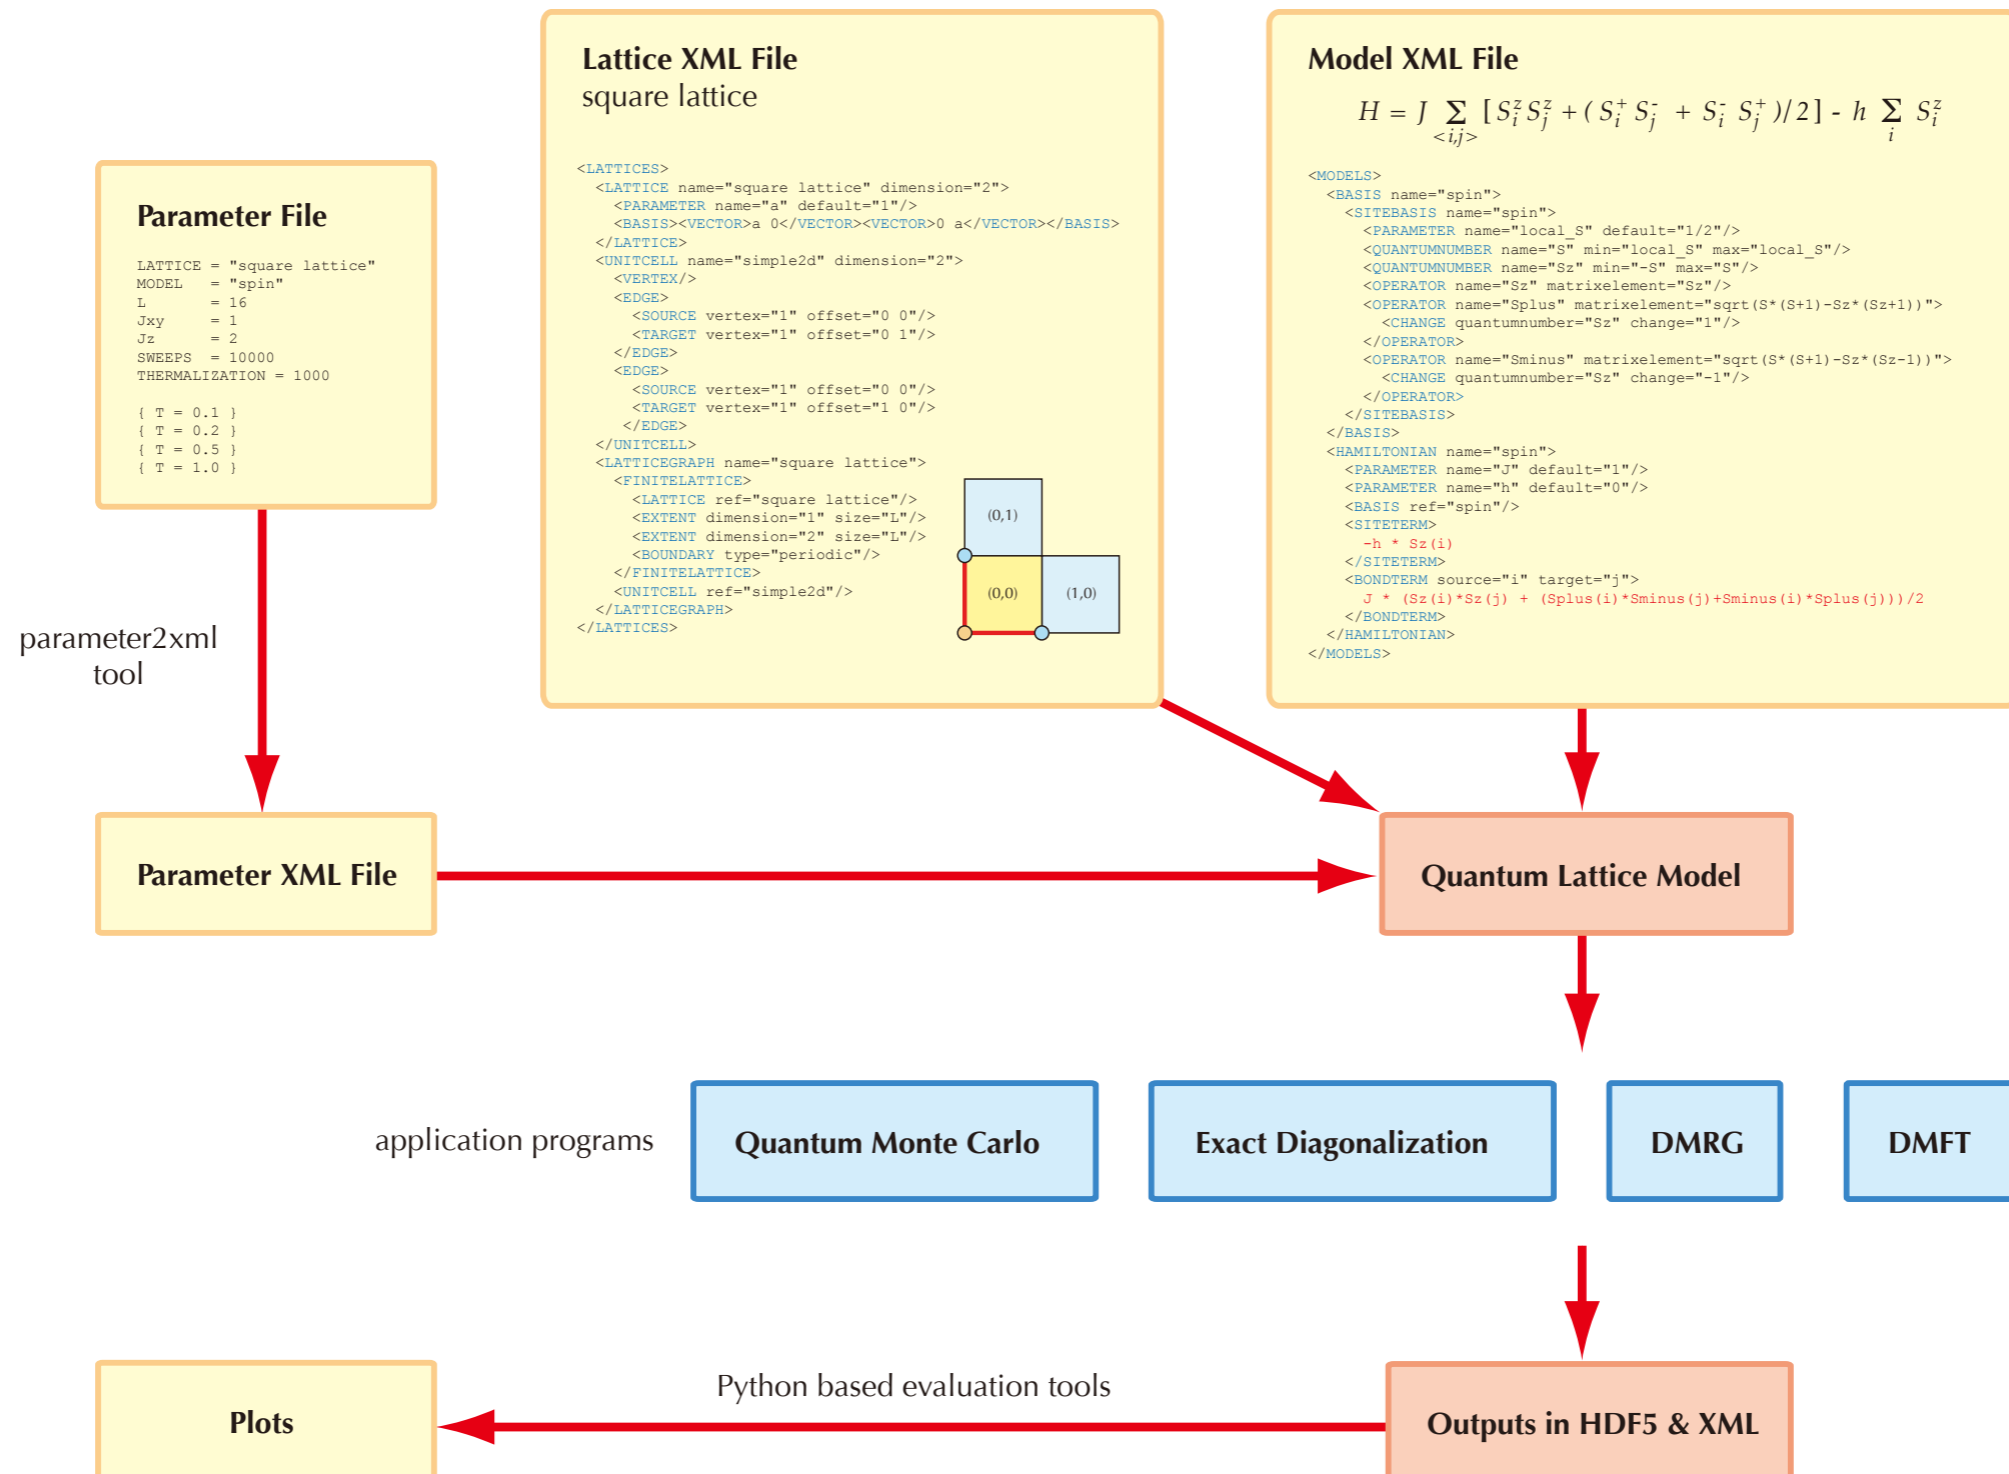 Parameter File
LATTICE = "square lattice"
MODEL   = "spin"
L       = 16
Jxy     = 1
Jz      = 2
SWEEPS  = 10000
THERMALIZATION = 1000
{ T = 0.1 }
{ T = 0.2 }
{ T = 0.5 }
{ T = 1.0 }
Lattice XML File
square lattice
<LATTICES>
<LATTICE name="square lattice" dimension="2">
<PARAMETER name="a" default="1"/>
<BASIS><VECTOR>a 0</VECTOR><VECTOR>0 a</VECTOR></BASIS>
</LATTICE>
<UNITCELL name="simple2d" dimension="2">
<VERTEX/>
<EDGE>
<SOURCE vertex="1" offset="0 0"/>
<TARGET vertex="1" offset="0 1"/>
</EDGE>
<EDGE>
<SOURCE vertex="1" offset="0 0"/>
<TARGET vertex="1" offset="1 0"/>
</EDGE>
</UNITCELL>
<LATTICEGRAPH name="square lattice">
<FINITELATTICE>
<LATTICE ref="square lattice"/>
<EXTENT dimension="1" size="L"/>
<EXTENT dimension="2" size="L"/>
<BOUNDARY type="periodic"/>
</FINITELATTICE>
<UNITCELL ref="simple2d"/>
</LATTICEGRAPH>
</LATTICES>
(0,1)
(0,0)
(1,0)
Model XML File
H = J Σ_{<i,j>} [ S_i^z S_j^z + ( S_i^+ S_j^- + S_i^- S_j^+ )/2 ] - h Σ_i S_i^z
<MODELS>
<BASIS name="spin">
<SITEBASIS name="spin">
<PARAMETER name="local_S" default="1/2"/>
<QUANTUMNUMBER name="S" min="local_S" max="local_S"/>
<QUANTUMNUMBER name="Sz" min="-S" max="S"/>
<OPERATOR name="Sz" matrixelement="Sz"/>
<OPERATOR name="Splus" matrixelement="sqrt(S*(S+1)-Sz*(Sz+1))">
<CHANGE quantumnumber="Sz" change="1"/>
</OPERATOR>
<OPERATOR name="Sminus" matrixelement="sqrt(S*(S+1)-Sz*(Sz-1))">
<CHANGE quantumnumber="Sz" change="-1"/>
</OPERATOR>
</SITEBASIS>
</BASIS>
<HAMILTONIAN name="spin">
<PARAMETER name="J" default="1"/>
<PARAMETER name="h" default="0"/>
<BASIS ref="spin"/>
<SITETERM>
-h * Sz(i)
</SITETERM>
<BONDTERM source="i" target="j">
J * (Sz(i)*Sz(j) + (Splus(i)*Sminus(j)+Sminus(i)*Splus(j)))/2
</BONDTERM>
</HAMILTONIAN>
</MODELS>
parameter2xml
tool
Parameter XML File
Quantum Lattice Model
application programs
Quantum Monte Carlo
Exact Diagonalization
DMRG
DMFT
Python based evaluation tools
Plots
Outputs in HDF5 & XML